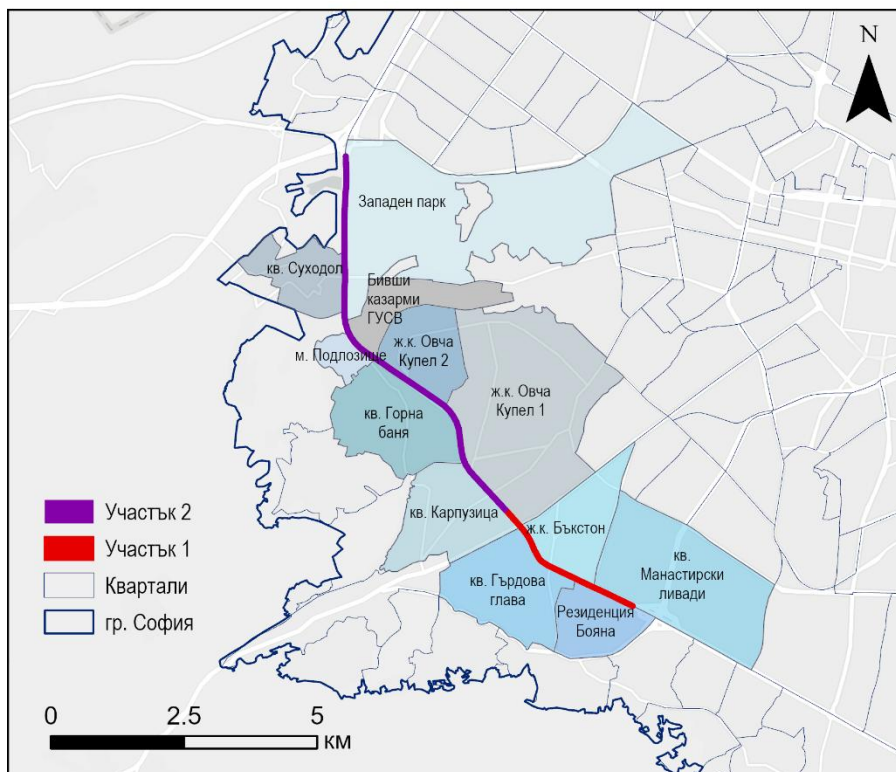 N
Западен парк
кв. Суходол
Бивши
казарми
ГУСВ
м. Подлозище
ж.к. Овча
Купел 2
ж.к. Овча
Купел 1
кв. Горна
баня
кв. Карпузица
ж.к. Бъкстон
кв.
Манастирски
ливади
кв. Гърдова
глава
Резиденция
Бояна
Участък 2
Участък 1
Квартали
гр. София
0 2.5 5
км